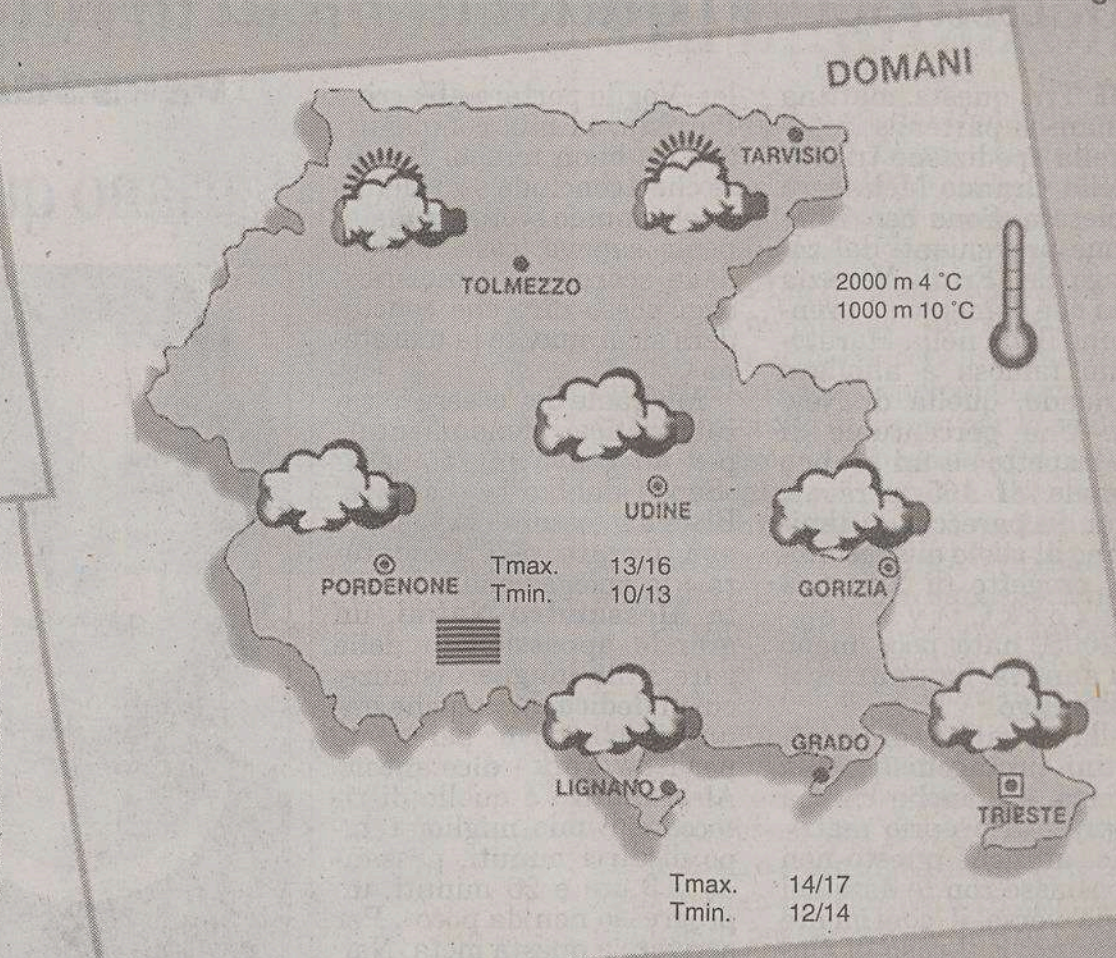 DOMANI
TARVISIO
TOLMEZZO
2000 m 4 °C
1000 m 10 °C
UDINE
PORDENONE
Tmax. 13/16
Tmin. 10/13
GORIZIA
GRADO
LIGNANO
TRIESTE
Tmax. 14/17
Tmin. 12/14